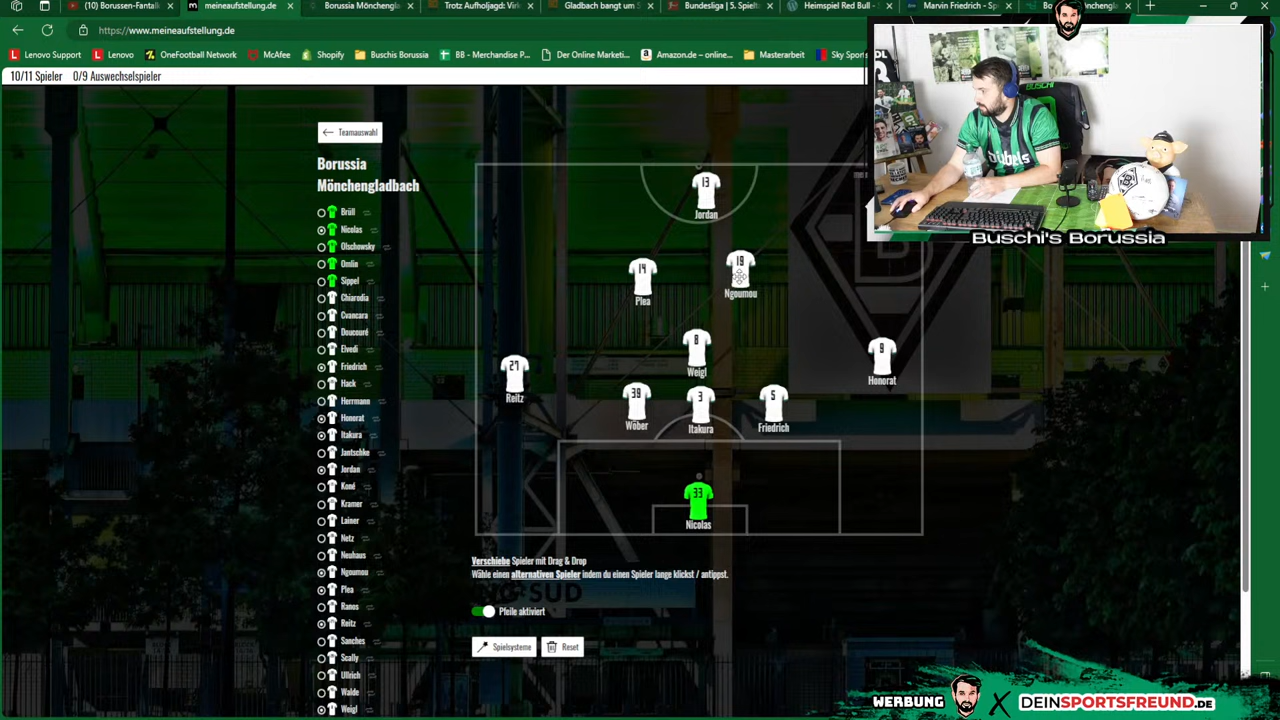 (10) Borussen-Fantalk
meineaufstellung.de
Borussia Mönchengla
Trotz Aufholjagd: Virk
Gladbach bangt um S
Bundesliga | 5. Spielt
Heimspiel Red Bull -
Marvin Friedrich - Sp
https://www.meineaufstellung.de
Lenovo Support
Lenovo
OneFootball Network
McAfee
Shopify
Buschis Borussia
BB - Merchandise P...
Der Online Marketi...
Amazon.de – online...
Masterarbeit
Sky Sport
10/11 Spieler
0/9 Auswechselspieler
Teamauswahl
Borussia
Mönchengladbach
Brüll
Nicolas
Olschowsky
Omlin
Sippel
Chiarodia
Cvancara
Doucouré
Elvedi
Friedrich
Hack
Herrmann
Honorat
Itakura
Jantschke
Jordan
Koné
Kramer
Lainer
Netz
Neuhaus
Ngoumou
Plea
Ranos
Reitz
Sanches
Scally
Ullrich
Walde
Weigl
13
Jordan
14
Plea
19
Ngoumou
8
Weigl
27
Reitz
9
Honorat
39
Wöber
3
Itakura
5
Friedrich
33
Nicolas
Verschiebe Spieler mit Drag & Drop
Wähle einen alternativen Spieler indem du einen Spieler lange klickst / antippst.
SÜD
Pfeile aktiviert
Spielsysteme
Reset
BUSCHI
Buschi's Borussia
WERBUNG
X
DEINSPORTSFREUND.DE